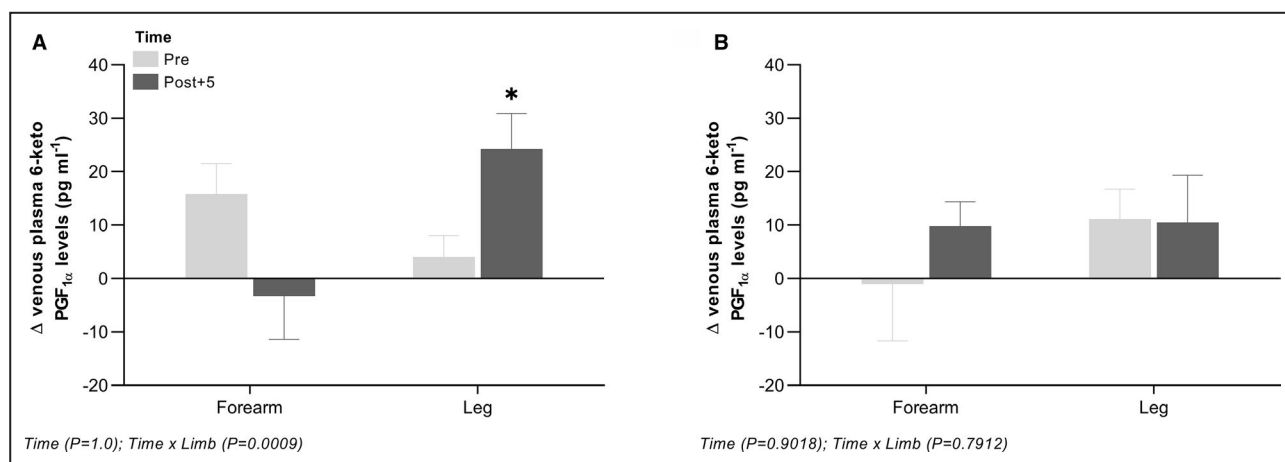 A
Time
Pre
Post+5
Δ venous plasma 6-keto
PGF1α levels (pg ml-1)
40
30
20
10
0
-10
-20
*
Forearm
Leg
Time (P=1.0); Time x Limb (P=0.0009)
B
Δ venous plasma 6-keto
PGF1α levels (pg ml-1)
40
30
20
10
0
-10
-20
Forearm
Leg
Time (P=0.9018); Time x Limb (P=0.7912)